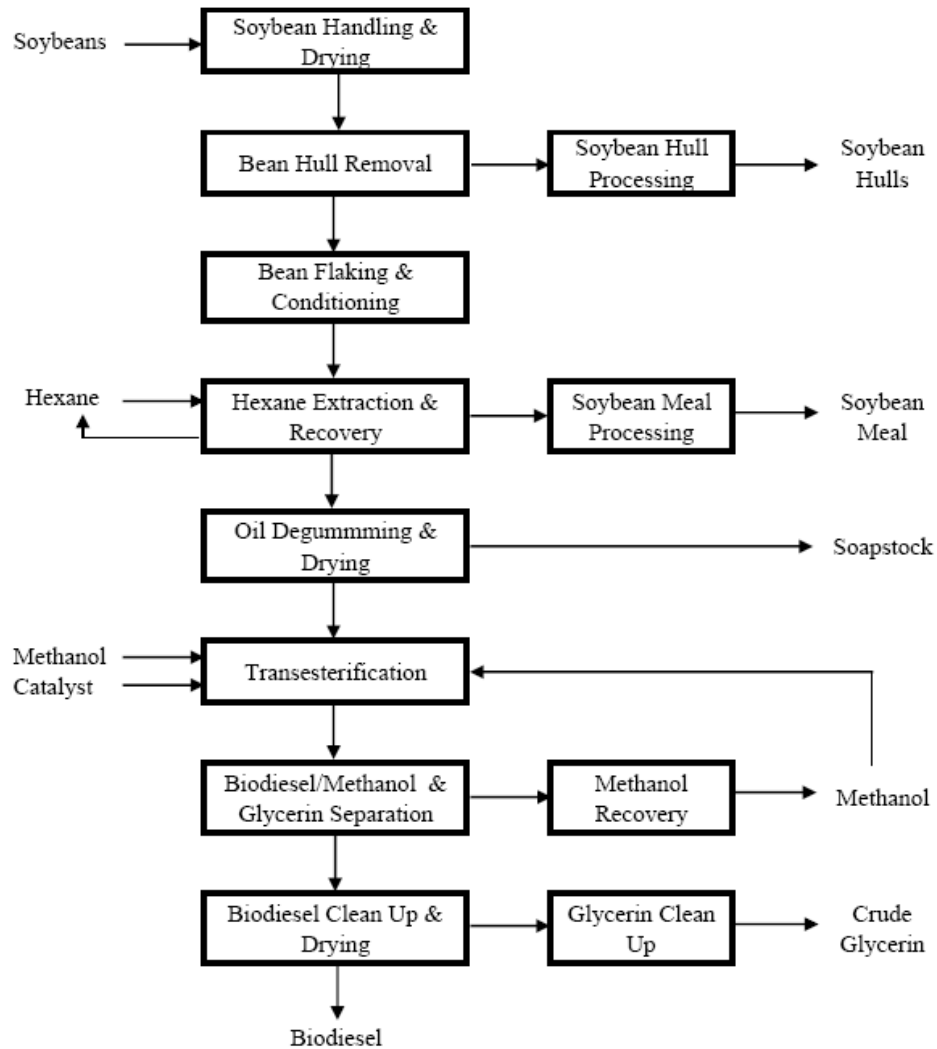 Soybeans
Soybean Handling &
Drying
Bean Hull Removal
Soybean Hull
Processing
Soybean
Hulls
Bean Flaking &
Conditioning
Hexane
Hexane Extraction &
Recovery
Soybean Meal
Processing
Soybean
Meal
Oil Degummming &
Drying
Soapstock
Methanol
Catalyst
Transesterification
Biodiesel/Methanol &
Glycerin Separation
Methanol
Recovery
Methanol
Biodiesel Clean Up &
Drying
Glycerin Clean
Up
Crude
Glycerin
Biodiesel